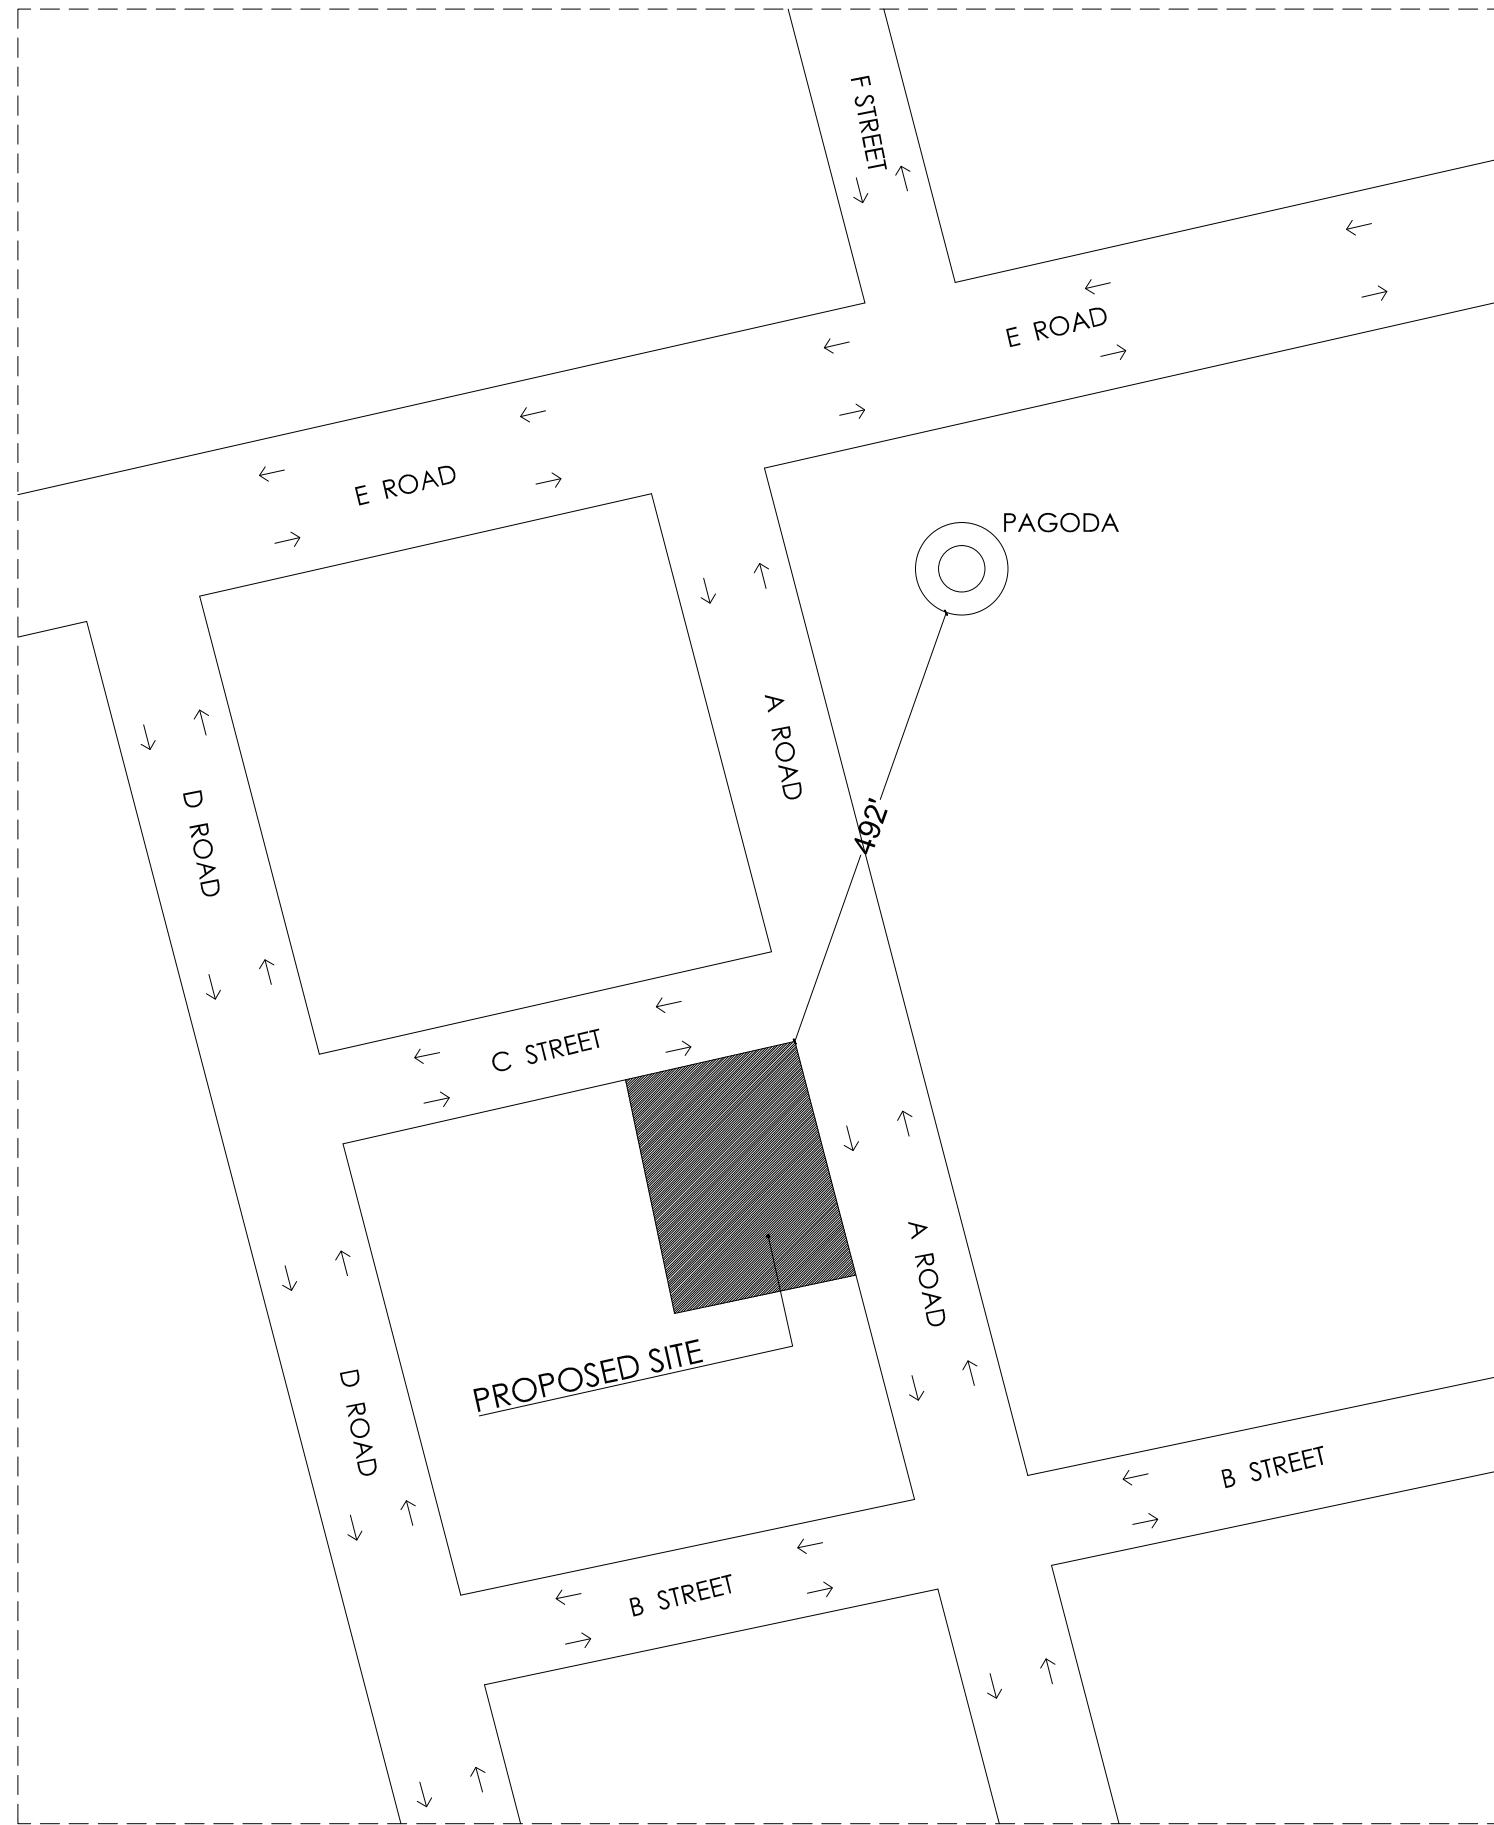 F STREET
E ROAD
E ROAD
PAGODA
A ROAD
D ROAD
492'
C STREET
A ROAD
PROPOSED SITE
D ROAD
B STREET
B STREET